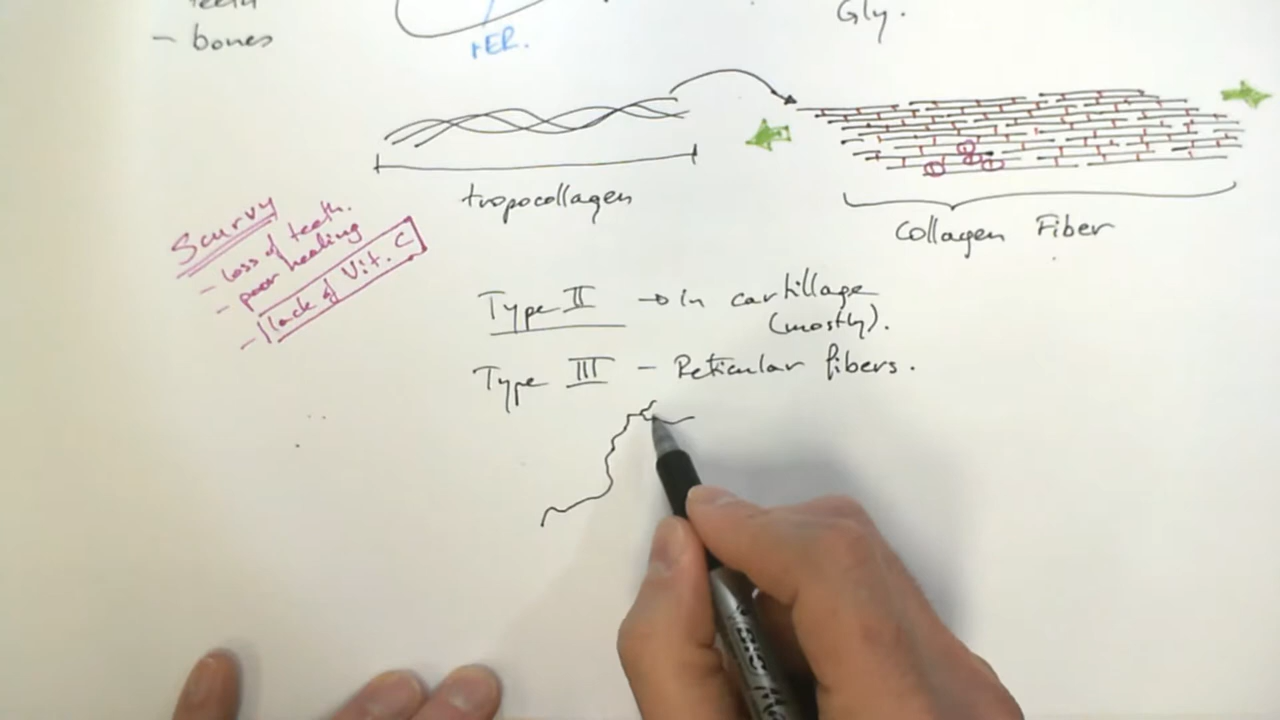 teeth
- bones
rER.
Gly.
tropocollagen
Collagen Fiber
Scurvy
- loss of teeth.
- poor healing
- lack of Vit. C
Type II → In cartillage
(mostly).
Type III - Reticular fibers.